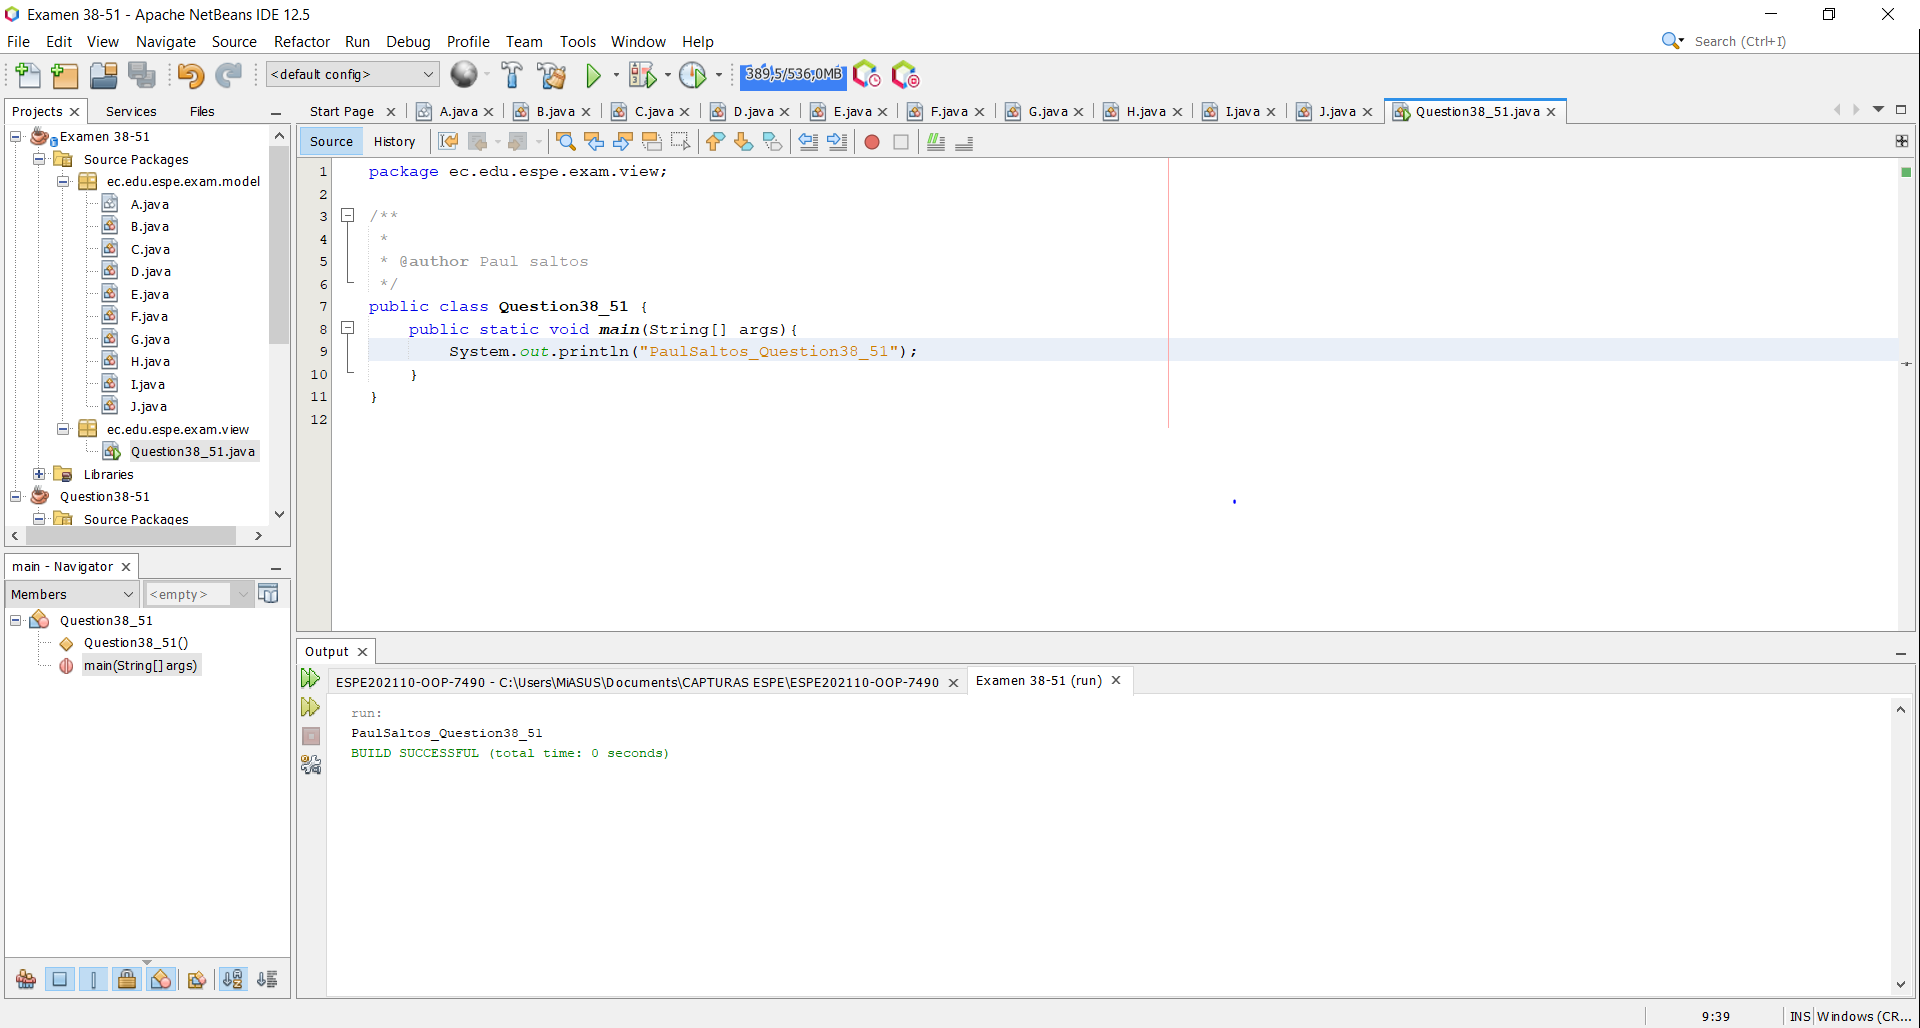 Examen 38-51 - Apache NetBeans IDE 12.5
File Edit View Navigate Source Refactor Run Debug Profile Team Tools Window Help
Search (Ctrl+I)
<default config>
389,5/536,0MB
Projects Services Files
Examen 38-51
Source Packages
ec.edu.espe.exam.model
A.java
B.java
C.java
D.java
E.java
F.java
G.java
H.java
I.java
J.java
ec.edu.espe.exam.view
Question38_51.java
Libraries
Question38-51
Source Packages
main - Navigator
Members <empty>
Question38_51
Question38_51()
main(String[] args)
Start Page A.java B.java C.java D.java E.java F.java G.java H.java I.java J.java Question38_51.java
Source History
1 package ec.edu.espe.exam.view;
2
3 /**
4 *
5 * @author Paul saltos
6 */
7 public class Question38_51 {
8 public static void main(String[] args){
9 System.out.println("PaulSaltos_Question38_51");
10 }
11 }
12
Output
ESPE202110-OOP-7490 - C:\Users\MiASUS\Documents\CAPTURAS ESPE\ESPE202110-OOP-7490 Examen 38-51 (run)
run:
PaulSaltos_Question38_51
BUILD SUCCESSFUL (total time: 0 seconds)
9:39 INS Windows (CR...